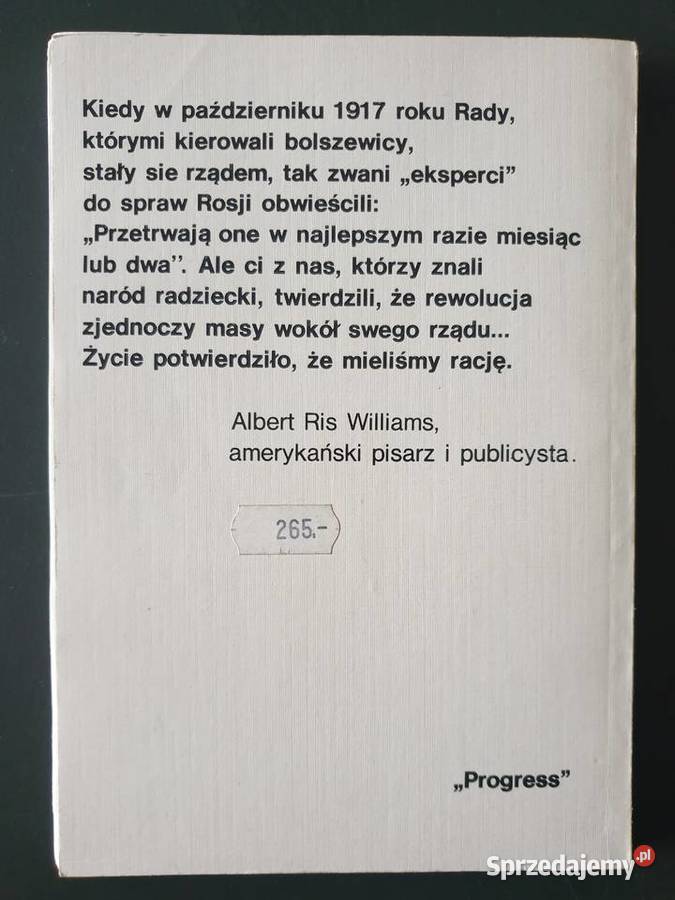 Kiedy w październiku 1917 roku Rady,
którymi kierowali bolszewicy,
stały sie rządem, tak zwani „eksperci”
do spraw Rosji obwieścili:
„Przetrwają one w najlepszym razie miesiąc
lub dwa”. Ale ci z nas, którzy znali
naród radziecki, twierdzili, że rewolucja
zjednoczy masy wokół swego rządu...
Życie potwierdziło, że mieliśmy rację.
Albert Ris Williams,
amerykański pisarz i publicysta.
265.-
„Progress”
Sprzedajemy.pl